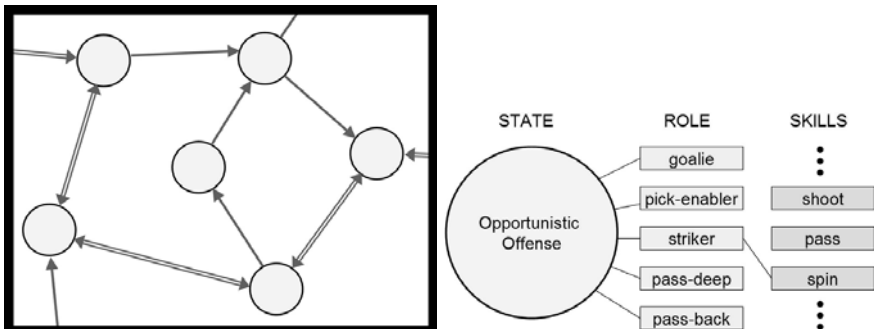 STATE
ROLE
SKILLS
goalie
pick-enabler
shoot
Opportunistic
Offense
striker
pass
pass-deep
spin
pass-back